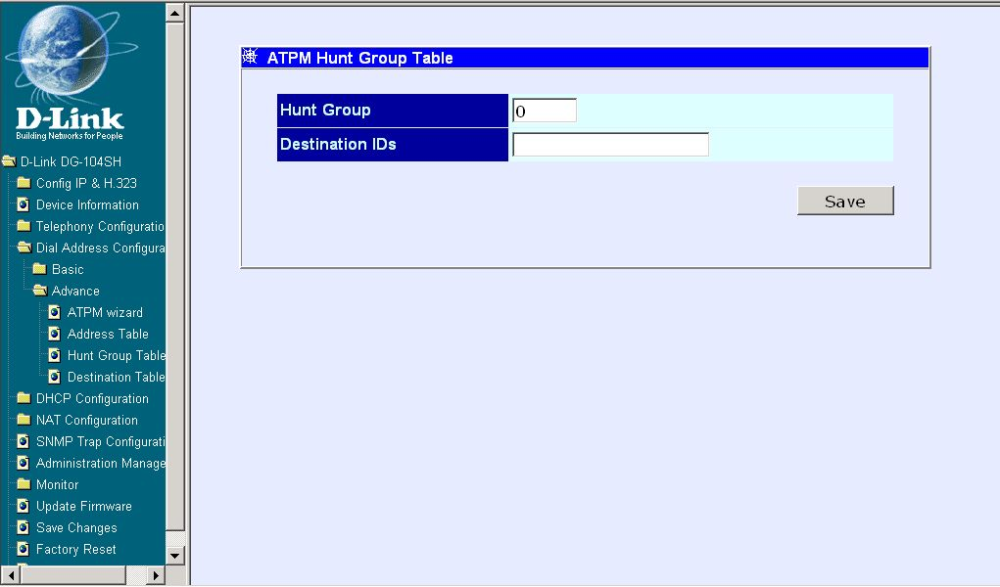 D-Link
Building Networks for People
D-Link DG-104SH
Config IP & H.323
Device Information
Telephony Configuratio
Dial Address Configura
Basic
Advance
ATPM wizard
Address Table
Hunt Group Table
Destination Table
DHCP Configuration
NAT Configuration
SNMP Trap Configurati
Administration Manage
Monitor
Update Firmware
Save Changes
Factory Reset
ATPM Hunt Group Table
Hunt Group 0
Destination IDs
Save